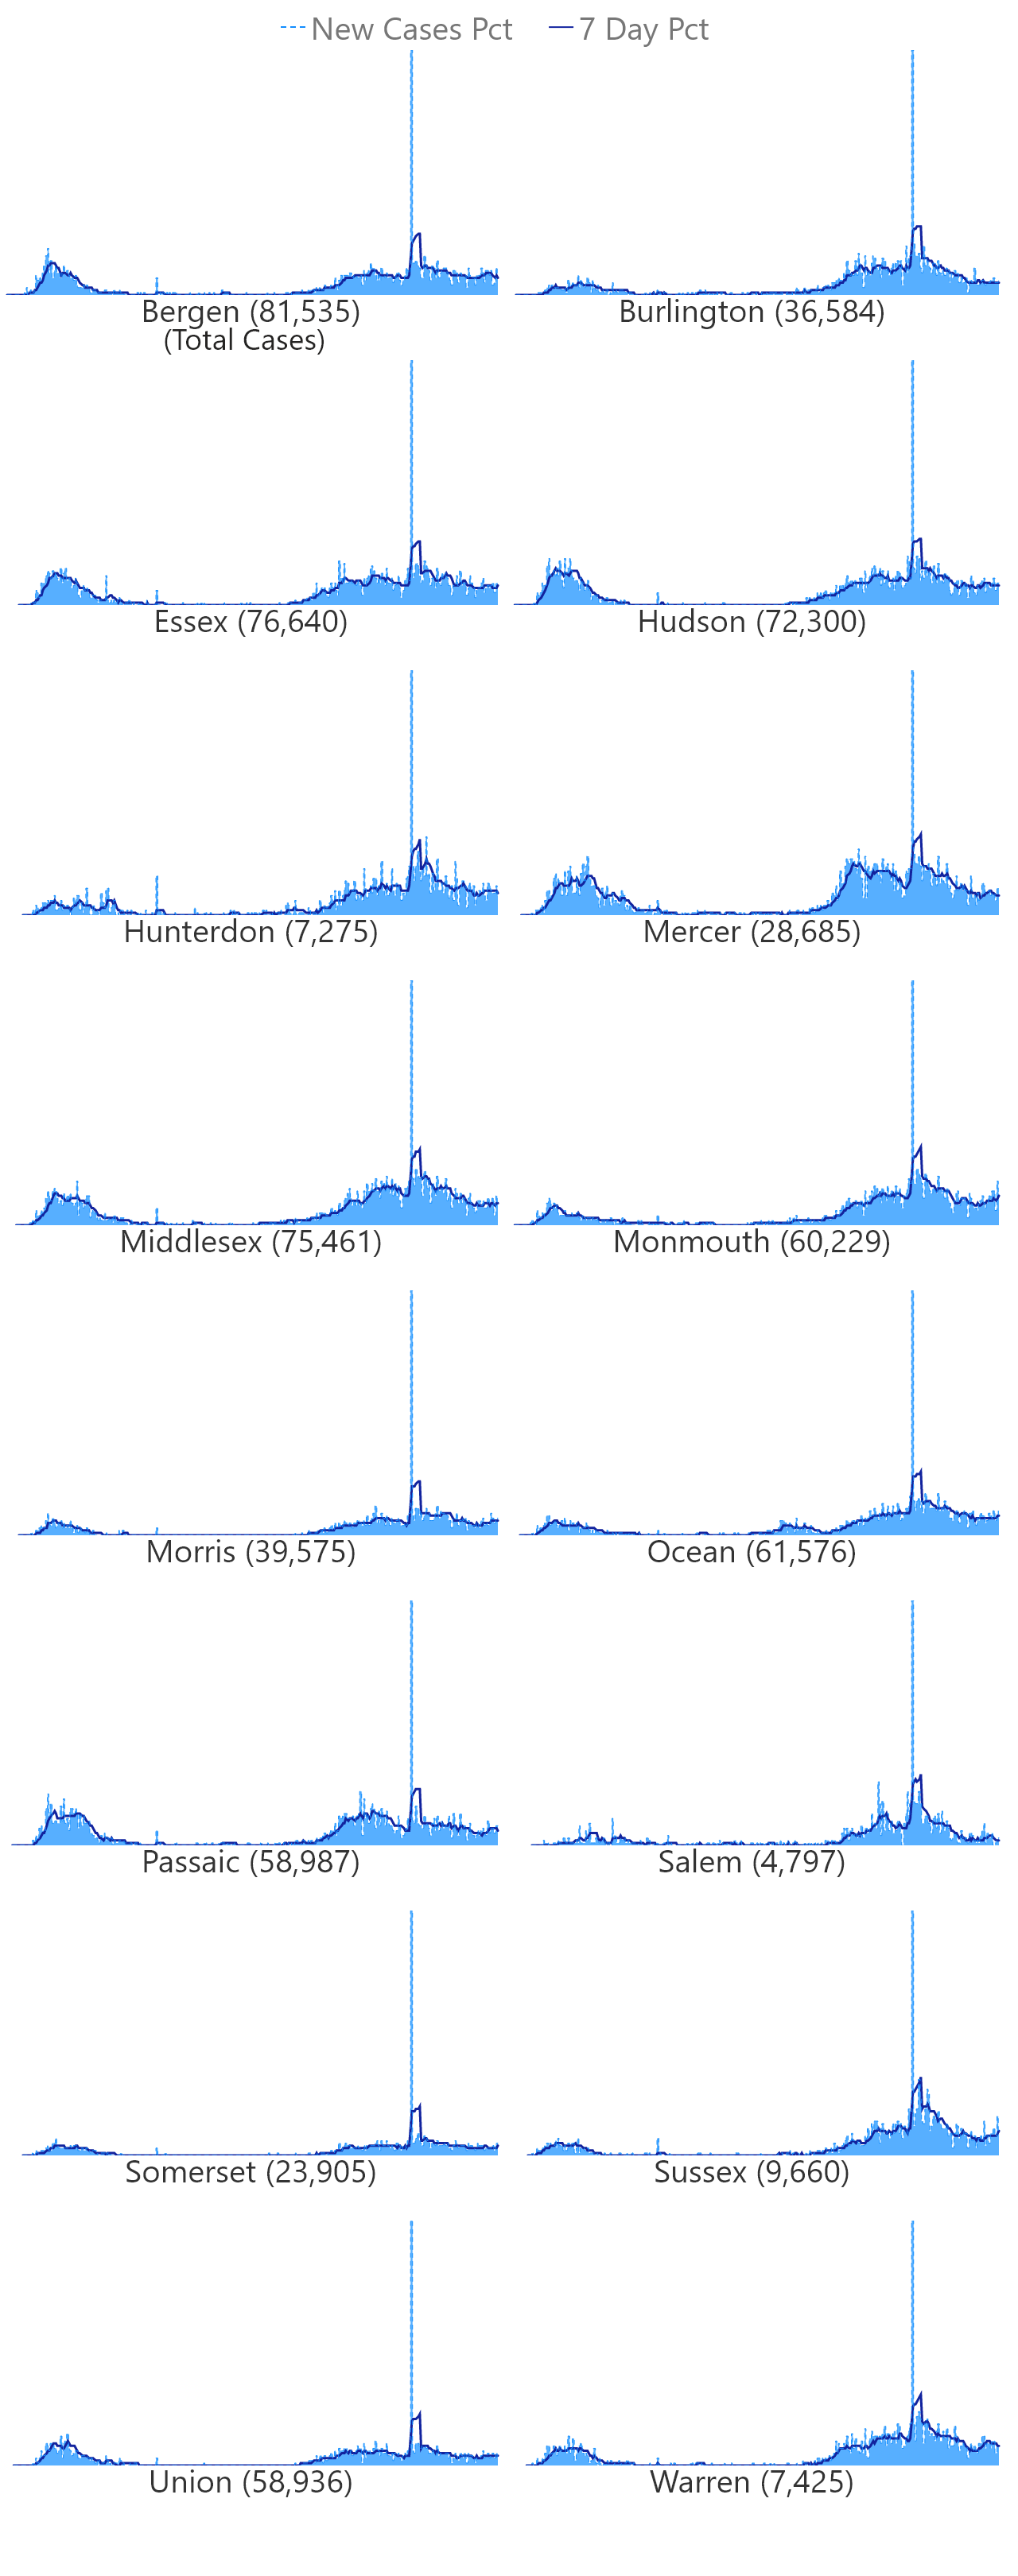 New Cases Pct 7 Day Pct
Bergen (81,535) Burlington (36,584)
(Total Cases)
Essex (76,640) Hudson (72,300)
Hunterdon (7,275) Mercer (28,685)
Middlesex (75,461) Monmouth (60,229)
Morris (39,575) Ocean (61,576)
Passaic (58,987) Salem (4,797)
Somerset (23,905) Sussex (9,660)
Union (58,936) Warren (7,425)